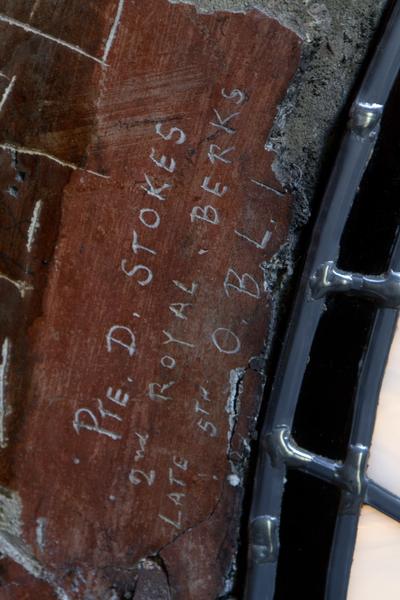 Pte. D. STOKES
2nd ROYAL. BERKS
LATE 5TH O.B.L.I